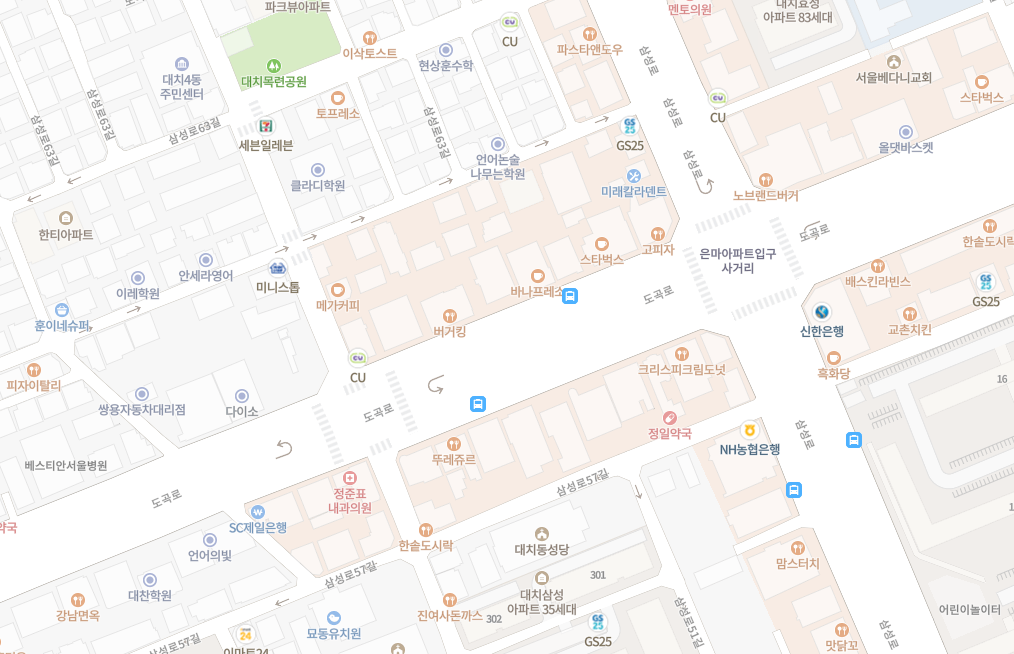 파크뷰아파트
멘토의원
대치효성
아파트 83세대
CU
이삭토스트
파스타앤도우
현상훈수학
삼성로
대치4동
주민센터
대치목련공원
서울베다니교회
스타벅스
삼성로63길
삼성로63길
토프레소
삼성로63길
삼성로63길
세븐일레븐
CU
삼성로
GS25
GS
25
올댓바스켓
언어논술
나무는학원
클라디학원
삼성로
미래칼라덴트
노브랜드버거
한티아파트
고피자
은마아파트입구
사거리
도곡로
한솥도시락
스타벅스
안세라영어
미니스톱
이레학원
메가커피
바나프레소
도곡로
배스킨라빈스
GS
25
GS25
훈이네슈퍼
버거킹
신한은행
교촌치킨
CU
크리스피크림도넛
흑화당
피자이탈리
16
쌍용자동차대리점
다이소
도곡로
정일약국
NH농협은행
삼성로
베스티안서울병원
뚜레쥬르
도곡로
정준표
내과의원
삼성로57길
약국
SC제일은행
한솥도시락
언어의빛
대치동성당
맘스터치
삼성로57길
301
대찬학원
대치삼성
아파트 35세대
강남면옥
진여사돈까스
302
삼성로51길
어린이놀이터
묘동유치원
GS
25
GS25
삼성로57길
24
이마트24
맛닭꼬
삼성로